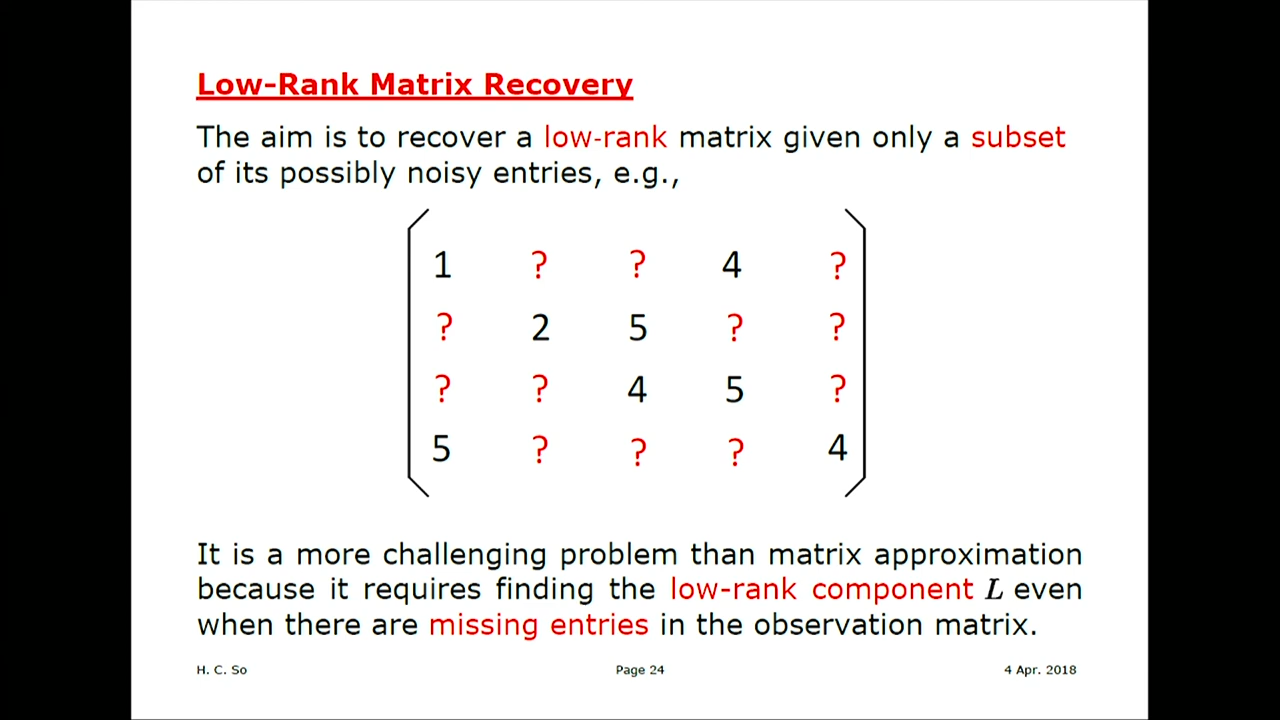 Low-Rank Matrix Recovery
The aim is to recover a low-rank matrix given only a subset
of its possibly noisy entries, e.g.,
1 ? ? 4 ?
? 2 5 ? ?
? ? 4 5 ?
5 ? ? ? 4
It is a more challenging problem than matrix approximation
because it requires finding the low-rank component L even
when there are missing entries in the observation matrix.
H. C. So Page 24 4 Apr. 2018